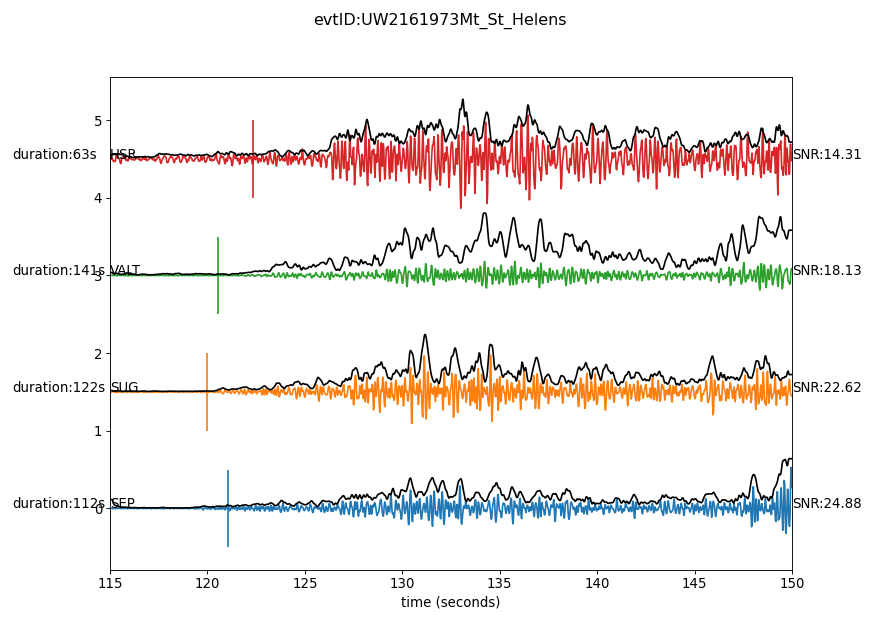 evtID:UW2161973Mt_St_Helens
5
duration:63s HSR SNR:14.31
4
duration:141s VALT SNR:18.13
3
2
duration:122s SUG SNR:22.62
1
duration:112s SEP SNR:24.88
0
115 120 125 130 135 140 145 150
time (seconds)